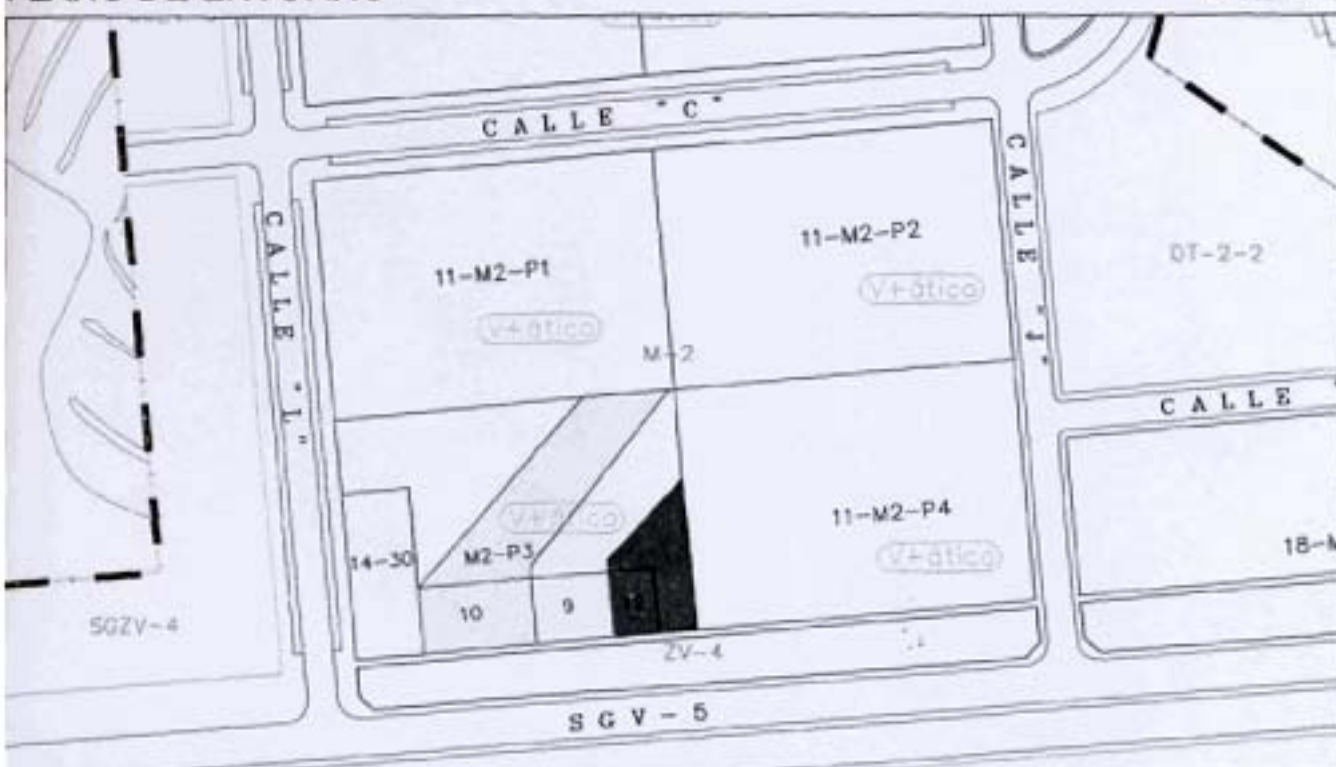 CALLE "C"
CALLE "L"
CALLE "J"
11-M2-P1
V+ático
11-M2-P2
V+ático
OT-2-2
M-2
CALLE
V+ático
M2-P3
11-M2-P4
V+ático
14-30
18-M
10
9
12
SGZV-4
ZV-4
SGV-5